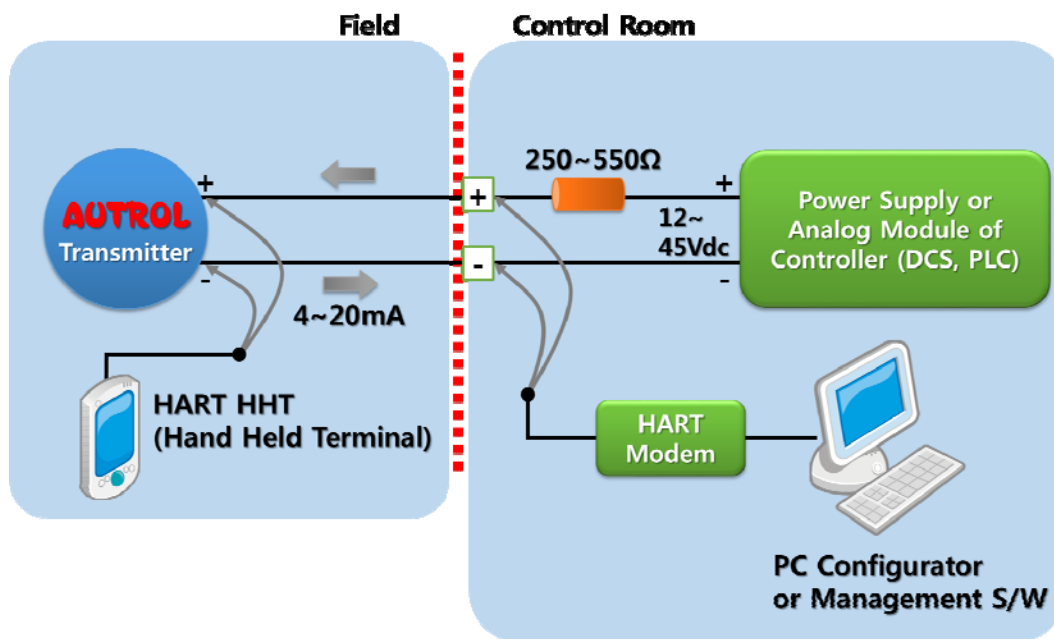 Field
Control Room
250~550Ω
+
+
+
AUTROL
Transmitter
12~
45Vdc
Power Supply or
Analog Module of
Controller (DCS, PLC)
-
-
-
4~20mA
HART HHT
(Hand Held Terminal)
HART
Modem
PC Configurator
or Management S/W